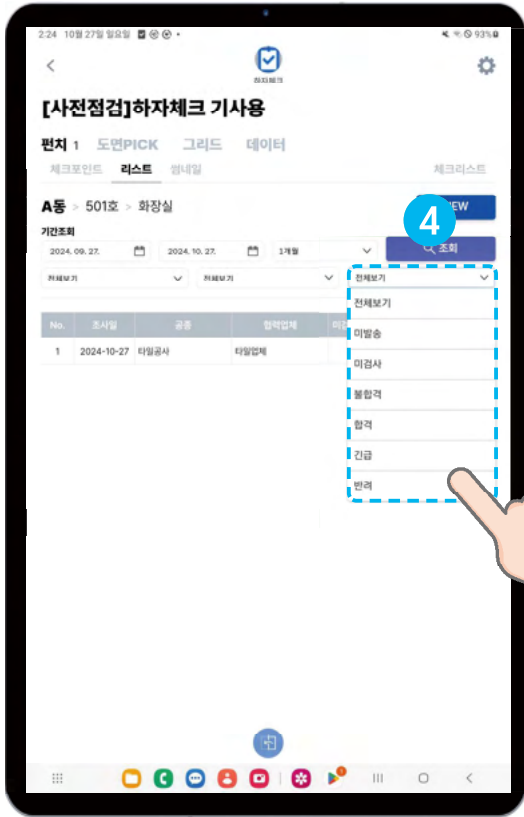 2:24 10월 27일 일요일
93%
하자체크
[사전점검]하자체크 기사용
펀치 1 도면PICK 그리드 데이터
체크포인트 리스트 썸네일 체크리스트
A동 > 501호 > 화장실
EW
4
기간조회
2024. 09. 27. 2024. 10. 27. 1개월 조회
전체보기 전체보기 전체보기
전체보기
No. 조사일 공종 협력업체
미발송
1 2024-10-27 타일공사 타일업체
미검사
불합격
합격
긴급
반려